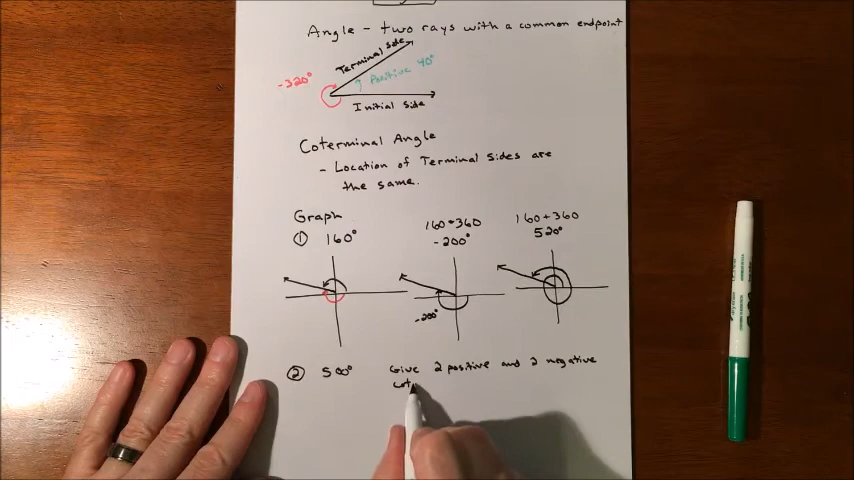 Angle - two rays with a common endpoint
Terminal side
-320°
Positive 40°
Initial side
Coterminal Angle
- Location of Terminal Sides are
the same.
Graph
① 160°
160-360
-200°
160+360
520°
-200°
② 500° Give 2 positive and 2 negative
cot